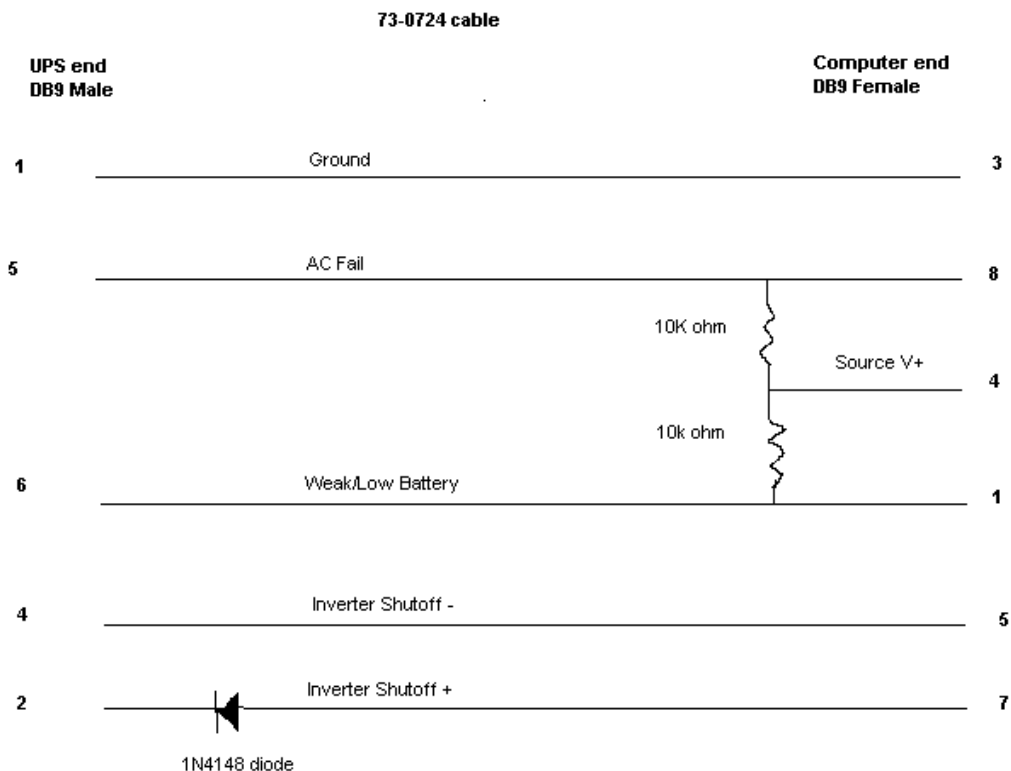 73-0724 cable
UPS end
DB9 Male
Computer end
DB9 Female
1
Ground
3
5
AC Fail
8
10K ohm
Source V+
4
10k ohm
6
Weak/Low Battery
1
4
Inverter Shutoff -
5
2
Inverter Shutoff +
7
1N4148 diode